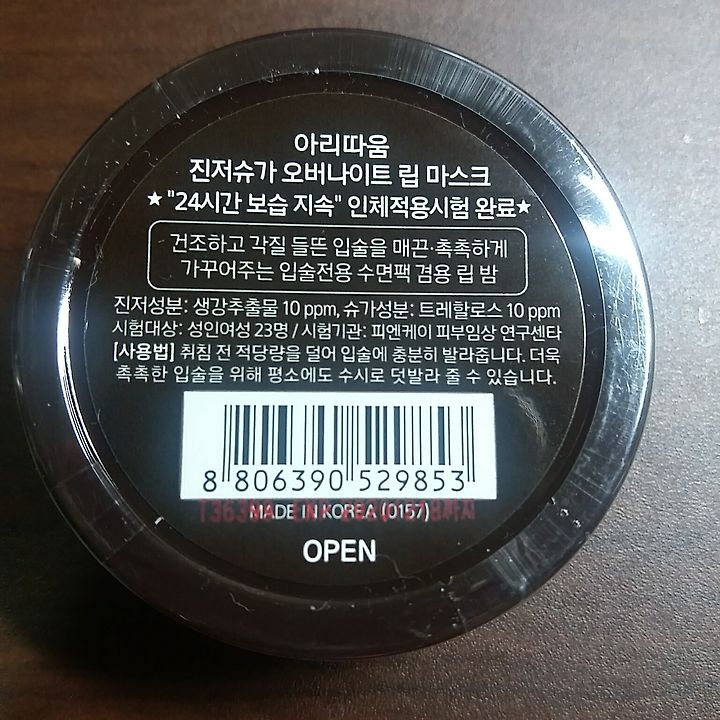 아리따움
진저슈가 오버나이트 립 마스크
★"24시간 보습 지속" 인체적용시험 완료★
건조하고 각질 들뜬 입술을 매끈·촉촉하게
가꾸어주는 입술전용 수면팩 겸용 립 밤
진저성분: 생강추출물 10 ppm, 슈가성분: 트레할로스 10 ppm
시험대상: 성인여성 23명 / 시험기관: 피엔케이 피부임상 연구센타
[사용법] 취침 전 적당량을 덜어 입술에 충분히 발라줍니다. 더욱
촉촉한 입술을 위해 평소에도 수시로 덧발라 줄 수 있습니다.
8 806390 529853
MADE IN KOREA (0157)
OPEN